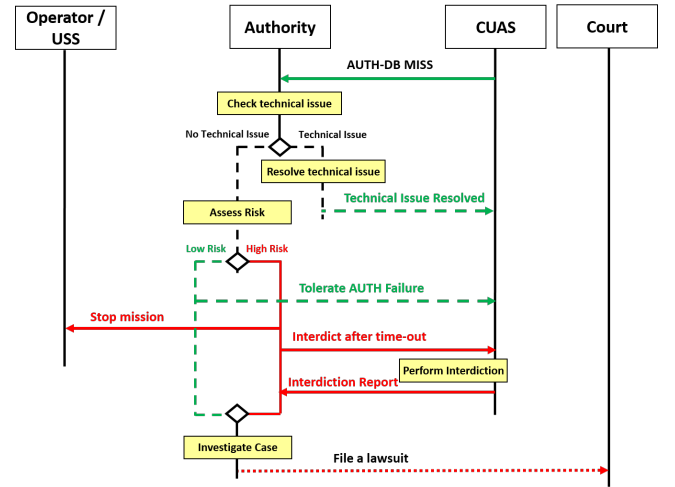 Operator /
USS
Authority
CUAS
Court
AUTH-DB MISS
Check technical issue
No Technical Issue
Technical Issue
Resolve technical issue
Technical Issue Resolved
Assess Risk
Low Risk
High Risk
Tolerate AUTH Failure
Stop mission
Interdict after time-out
Perform Interdiction
Interdiction Report
Investigate Case
File a lawsuit